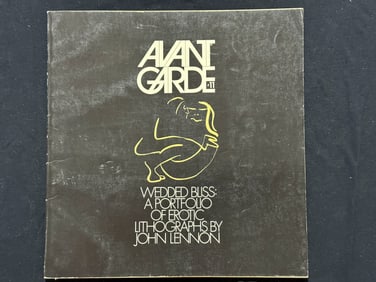 AVANT
GARDE #11
WEDDED BLISS:
A PORTFOLIO
OF EROTIC
LITHOGRAPHS BY
JOHN LENNON